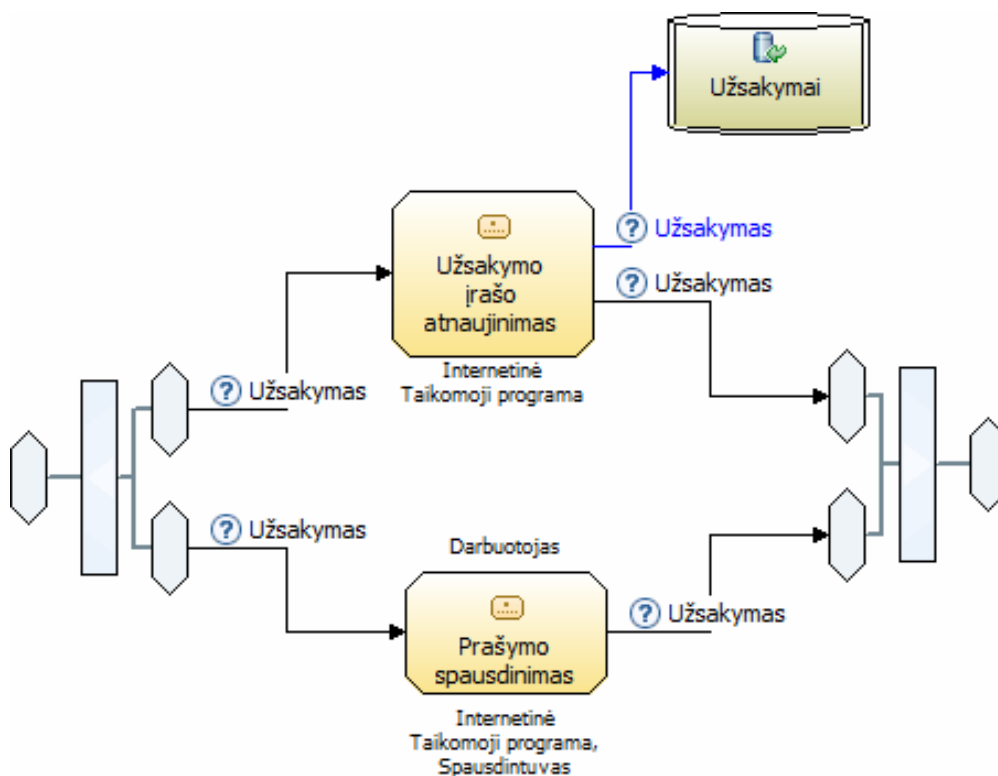 Užsakymai
Užsakymas
Užsakymo
įrašo
atnaujinimas
Užsakymas
Internetinė
Taikomoji programa
Užsakymas
Užsakymas
Darbuotojas
Užsakymas
Prašymo
spausdinimas
Internetinė
Taikomoji programa,
Spausdintuvas